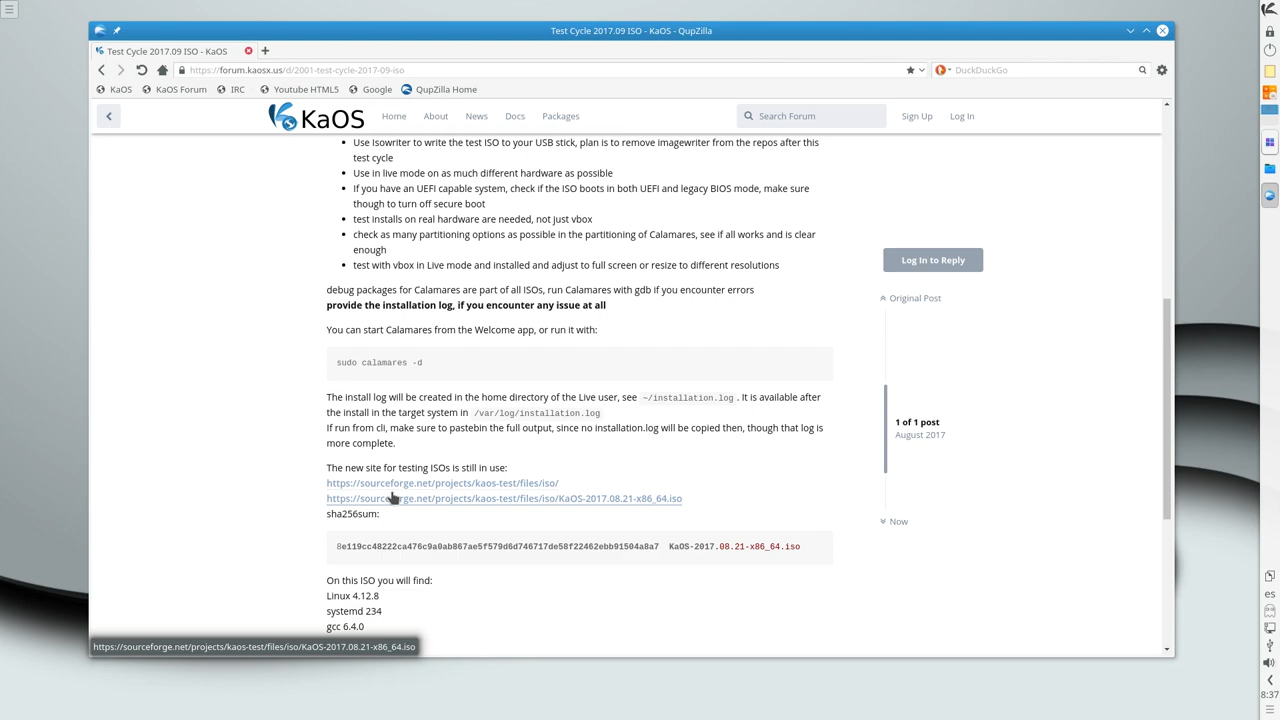 Test Cycle 2017.09 ISO - KaOS - QupZilla
Test Cycle 2017.09 ISO - KaOS
https://forum.kaosx.us/d/2001-test-cycle-2017-09-iso
DuckDuckGo
KaOS KaOS Forum IRC Youtube HTML5 Google QupZilla Home
KaOS Home About News Docs Packages Search Forum Sign Up Log In
Use Isowriter to write the test ISO to your USB stick, plan is to remove imagewriter from the repos after this
test cycle
Use in live mode on as much different hardware as possible
If you have an UEFI capable system, check if the ISO boots in both UEFI and legacy BIOS mode, make sure
though to turn off secure boot
test installs on real hardware are needed, not just vbox
check as many partitioning options as possible in the partitioning of Calamares, see if all works and is clear
enough
test with vbox in Live mode and installed and adjust to full screen or resize to different resolutions
debug packages for Calamares are part of all ISOs, run Calamares with gdb if you encounter errors
provide the installation log, if you encounter any issue at all
You can start Calamares from the Welcome app, or run it with:
sudo calamares -d
The install log will be created in the home directory of the Live user, see ~/installation.log . It is available after
the install in the target system in /var/log/installation.log
If run from cli, make sure to pastebin the full output, since no installation.log will be copied then, though that log is
more complete.
The new site for testing ISOs is still in use:
https://sourceforge.net/projects/kaos-test/files/iso/
https://sourceforge.net/projects/kaos-test/files/iso/KaOS-2017.08.21-x86_64.iso
sha256sum:
8e119cc48222ca476c9a0ab867ae5f579d6d746717de58f22462ebb91504a8a7 KaOS-2017.08.21-x86_64.iso
On this ISO you will find:
Linux 4.12.8
systemd 234
gcc 6.4.0
Log In to Reply
Original Post
1 of 1 post
August 2017
Now
https://sourceforge.net/projects/kaos-test/files/iso/KaOS-2017.08.21-x86_64.iso
es
8:37